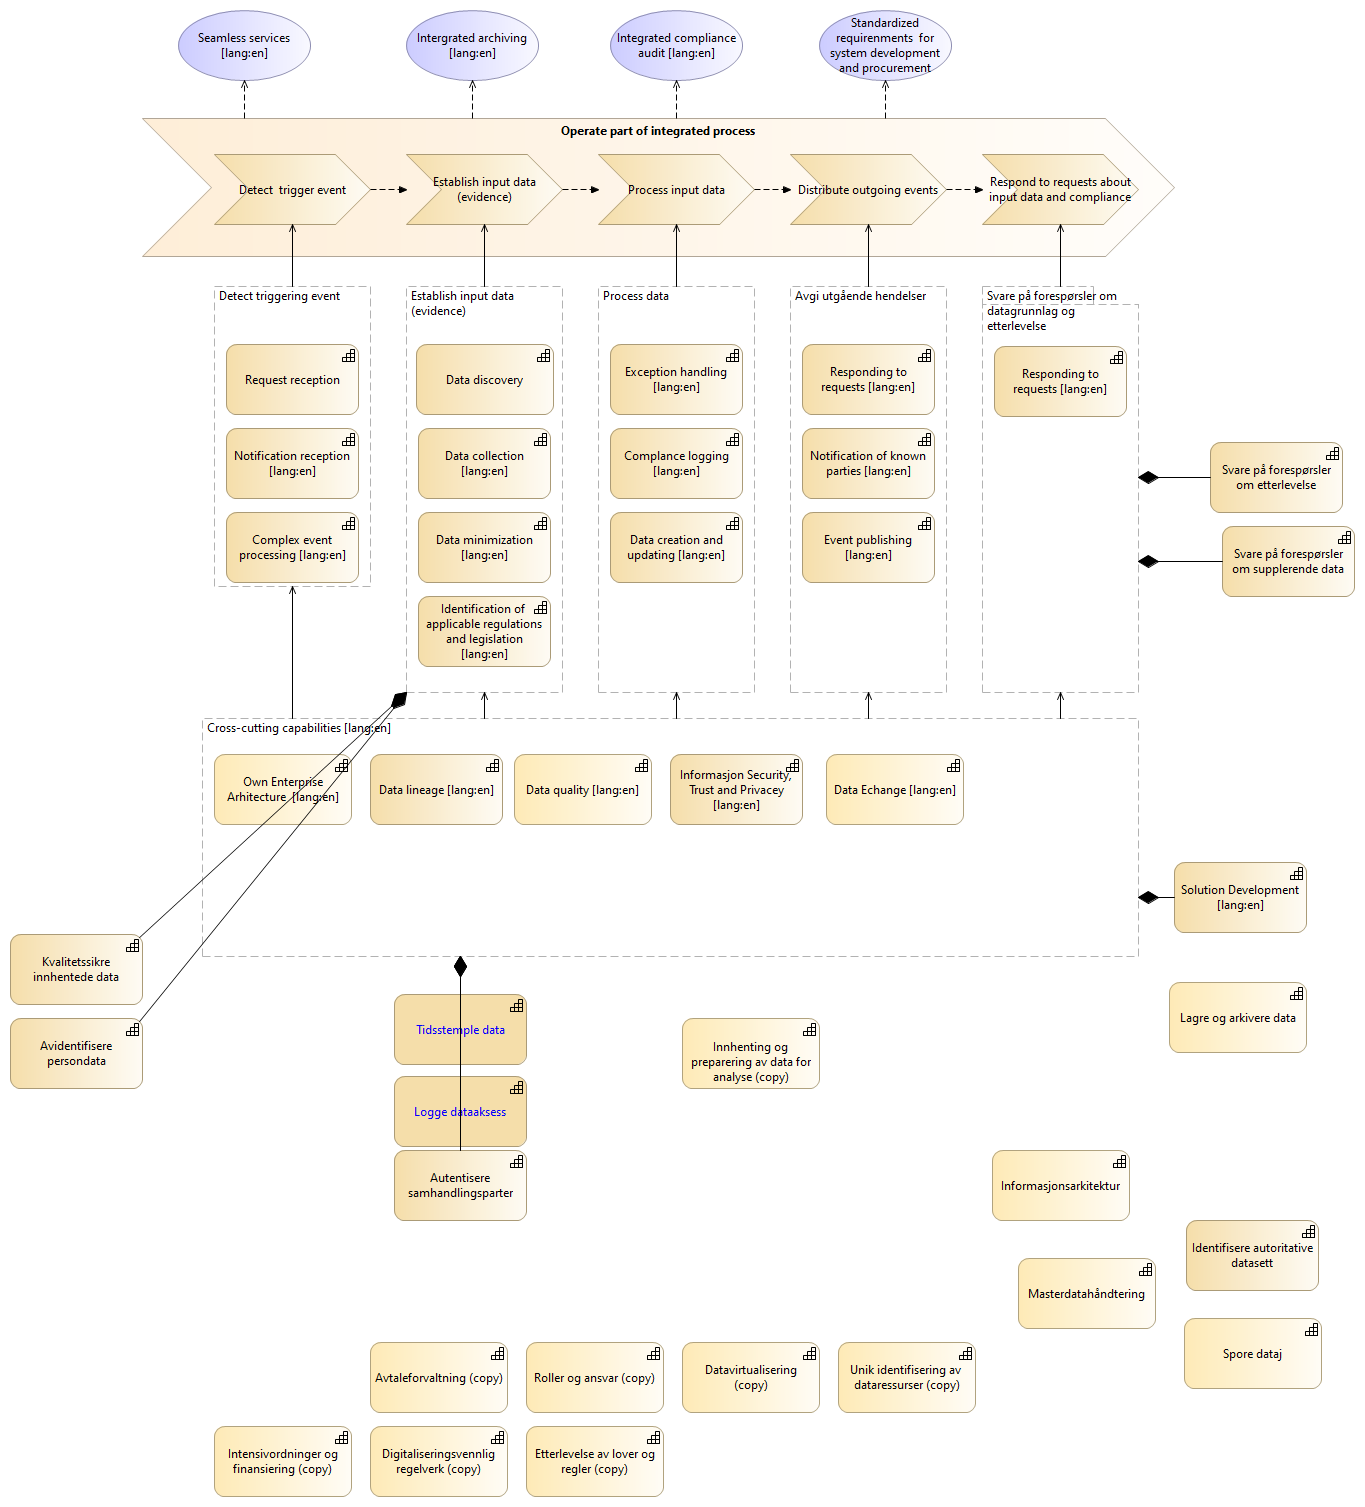 Seamless services
[lang:en]
Intergrated archiving
[lang:en]
Integrated compliance
audit [lang:en]
Standardized
requirenments  for
system development
and procurement
Operate part of integrated process
Detect  trigger event
Establish input data
(evidence)
Process input data
Distribute outgoing events
Respond to requests about
input data and compliance
Detect triggering event
Request reception
Notification reception
[lang:en]
Complex event
processing [lang:en]
Establish input data
(evidence)
Data discovery
Data collection
[lang:en]
Data minimization
[lang:en]
Identification of
applicable regulations
and legislation
[lang:en]
Process data
Exception handling
[lang:en]
Complance logging
[lang:en]
Data creation and
updating [lang:en]
Avgi utgående hendelser
Responding to
requests [lang:en]
Notification of known
parties [lang:en]
Event publishing
[lang:en]
Svare på forespørsler om
datagrunnlag og
etterlevelse
Responding to
requests [lang:en]
Svare på forespørsler
om etterlevelse
Svare på forespørsler
om supplerende data
Cross-cutting capabilities [lang:en]
Own Enterprise
Arhitecture  [lang:en]
Data lineage [lang:en]
Data quality [lang:en]
Informasjon Security,
Trust and Privacey
[lang:en]
Data Echange [lang:en]
Solution Development
[lang:en]
Kvalitetssikre
innhentede data
Avidentifisere
persondata
Tidsstemple data
Logge dataaksess
Autentisere
samhandlingsparter
Innhenting og
preparering av data for
analyse (copy)
Lagre og arkivere data
Informasjonsarkitektur
Identifisere autoritative
datasett
Masterdatahåndtering
Spore dataj
Avtaleforvaltning (copy)
Roller og ansvar (copy)
Datavirtualisering
(copy)
Unik identifisering av
dataressurser (copy)
Intensivordninger og
finansiering (copy)
Digitaliseringsvennlig
regelverk (copy)
Etterlevelse av lover og
regler (copy)